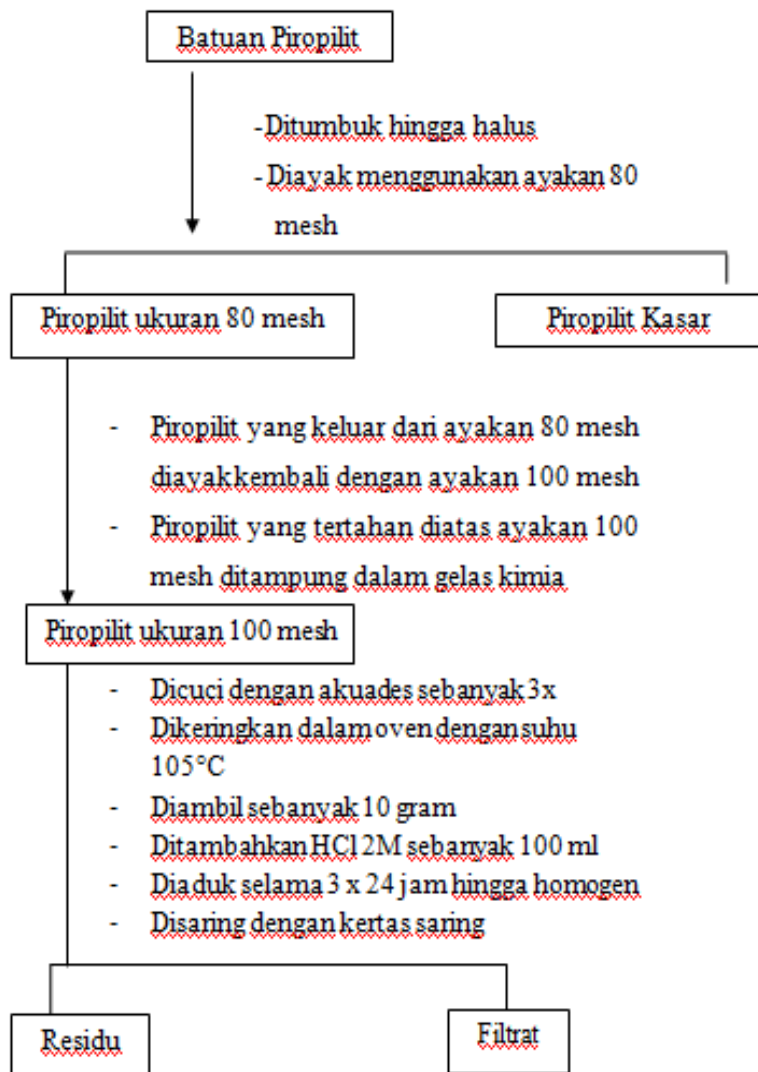 Batuan Piropilit
-Ditumbuk hingga halus
-Diayak menggunakan ayakan 80
mesh
Piropilit ukuran 80 mesh
Piropilit Kasar
- Piropilit yang keluar dari ayakan 80 mesh
diayak kembali dengan ayakan 100 mesh
- Piropilit yang tertahan diatas ayakan 100
mesh ditampung dalam gelas kimia
Piropilit ukuran 100 mesh
- Dicuci dengan akuades sebanyak 3x
- Dikeringkan dalam oven dengan suhu
105°C
- Diambil sebanyak 10 gram
- Ditambahkan HCl 2M sebanyak 100 ml
- Diaduk selama 3 x 24 jam hingga homogen
- Disaring dengan kertas saring
Residu
Filtrat